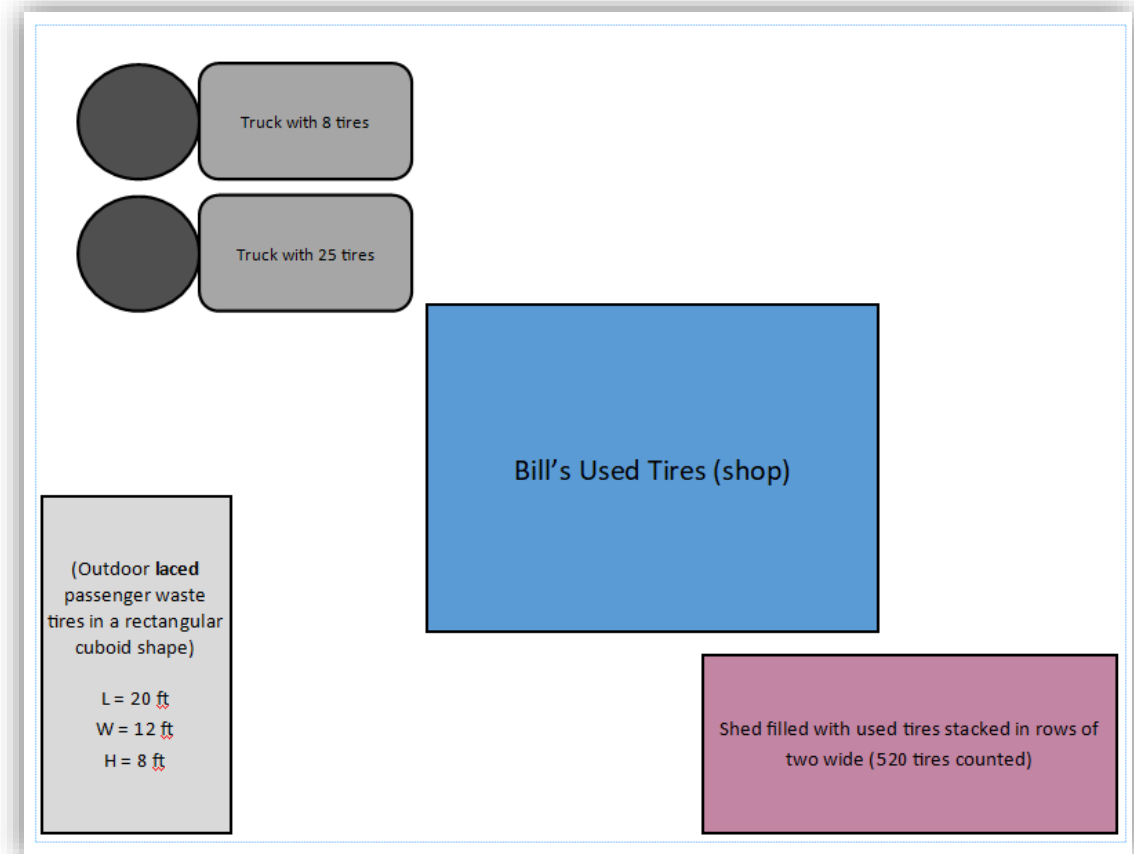 Truck with 8 tires
Truck with 25 tires
Bill's Used Tires (shop)
(Outdoor laced
passenger waste
tires in a rectangular
cuboid shape)
L = 20 ft
W = 12 ft
H = 8 ft
Shed filled with used tires stacked in rows of
two wide (520 tires counted)